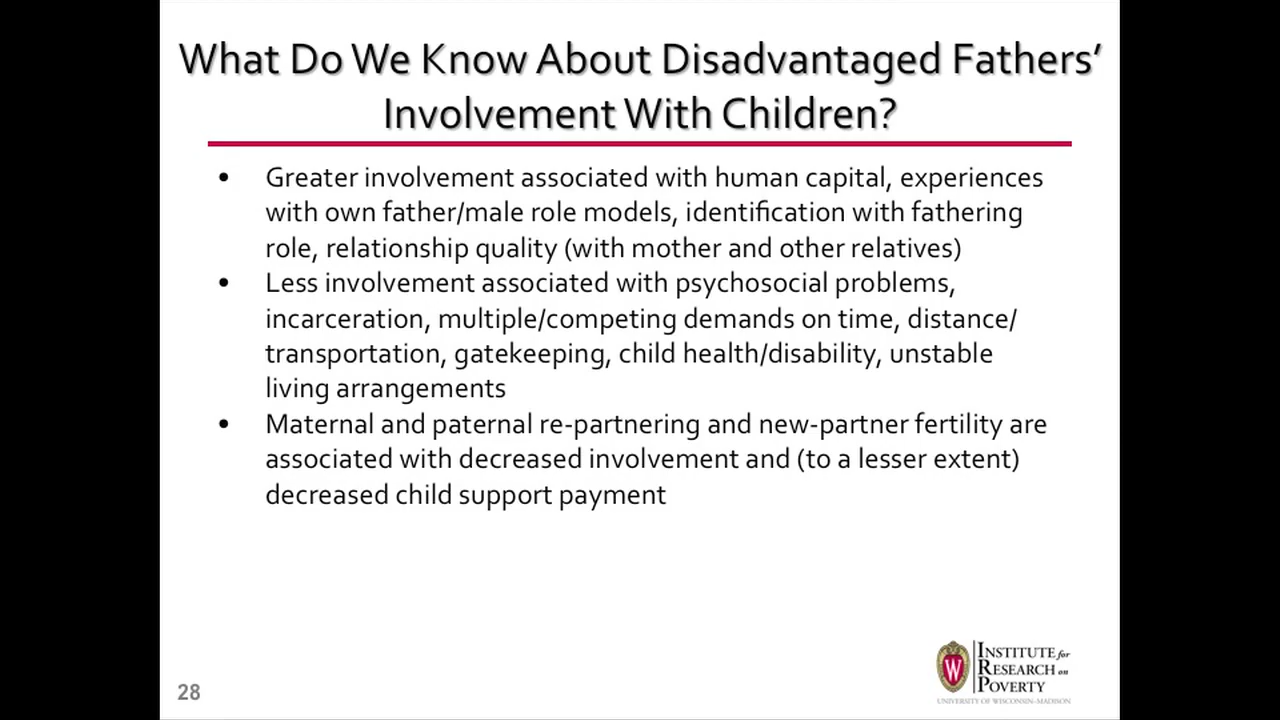 What Do We Know About Disadvantaged Fathers’
Involvement With Children?
• Greater involvement associated with human capital, experiences
with own father/male role models, identification with fathering
role, relationship quality (with mother and other relatives)
• Less involvement associated with psychosocial problems,
incarceration, multiple/competing demands on time, distance/
transportation, gatekeeping, child health/disability, unstable
living arrangements
• Maternal and paternal re-partnering and new-partner fertility are
associated with decreased involvement and (to a lesser extent)
decreased child support payment
28
W
INSTITUTE for
RESEARCH on
POVERTY
UNIVERSITY OF WISCONSIN–MADISON